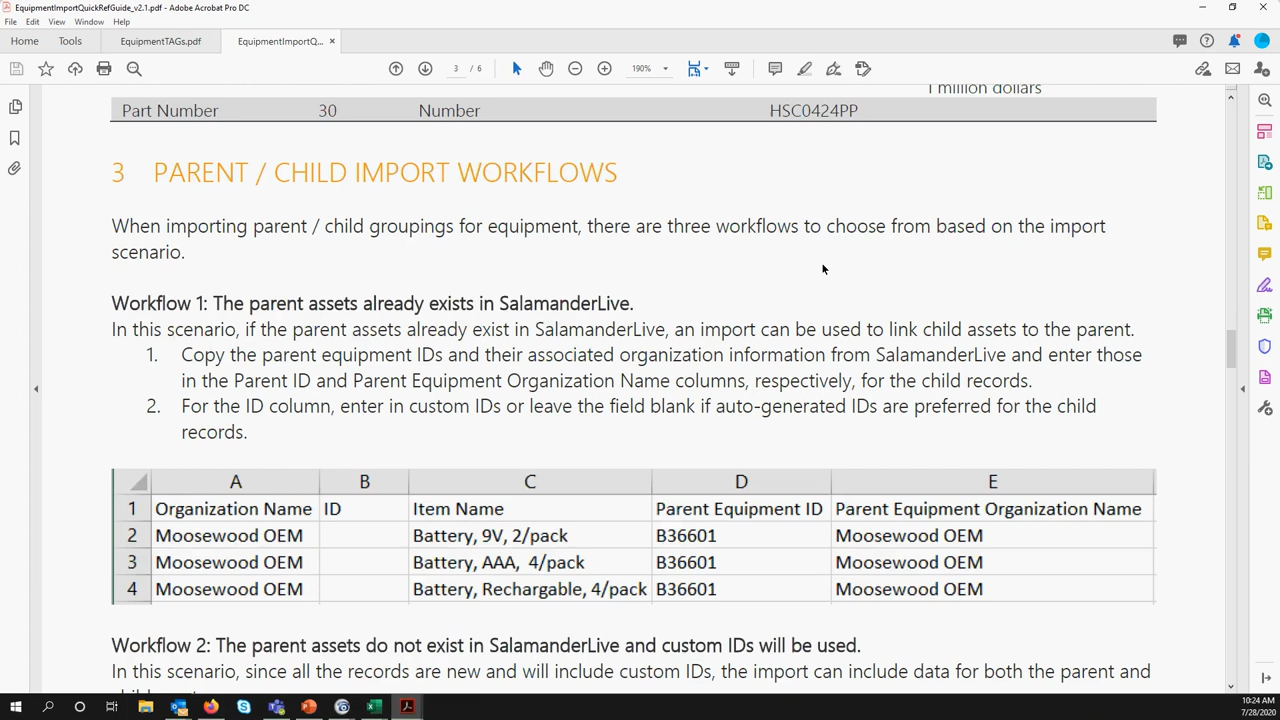 EquipmentImportQuickRefGuide_v2.1.pdf - Adobe Acrobat Pro DC
File Edit View Window Help
Home Tools EquipmentTAGs.pdf EquipmentImportQ... ×
3 / 6 190%
1 million dollars
Part Number 30 Number HSC0424PP
3 PARENT / CHILD IMPORT WORKFLOWS
When importing parent / child groupings for equipment, there are three workflows to choose from based on the import
scenario.
Workflow 1: The parent assets already exists in SalamanderLive.
In this scenario, if the parent assets already exist in SalamanderLive, an import can be used to link child assets to the parent.
1. Copy the parent equipment IDs and their associated organization information from SalamanderLive and enter those
in the Parent ID and Parent Equipment Organization Name columns, respectively, for the child records.
2. For the ID column, enter in custom IDs or leave the field blank if auto-generated IDs are preferred for the child
records.
A B C D E
1 Organization Name ID Item Name Parent Equipment ID Parent Equipment Organization Name
2 Moosewood OEM Battery, 9V, 2/pack B36601 Moosewood OEM
3 Moosewood OEM Battery, AAA, 4/pack B36601 Moosewood OEM
4 Moosewood OEM Battery, Rechargable, 4/pack B36601 Moosewood OEM
Workflow 2: The parent assets do not exist in SalamanderLive and custom IDs will be used.
In this scenario, since all the records are new and will include custom IDs, the import can include data for both the parent and
10:24 AM
7/28/2020